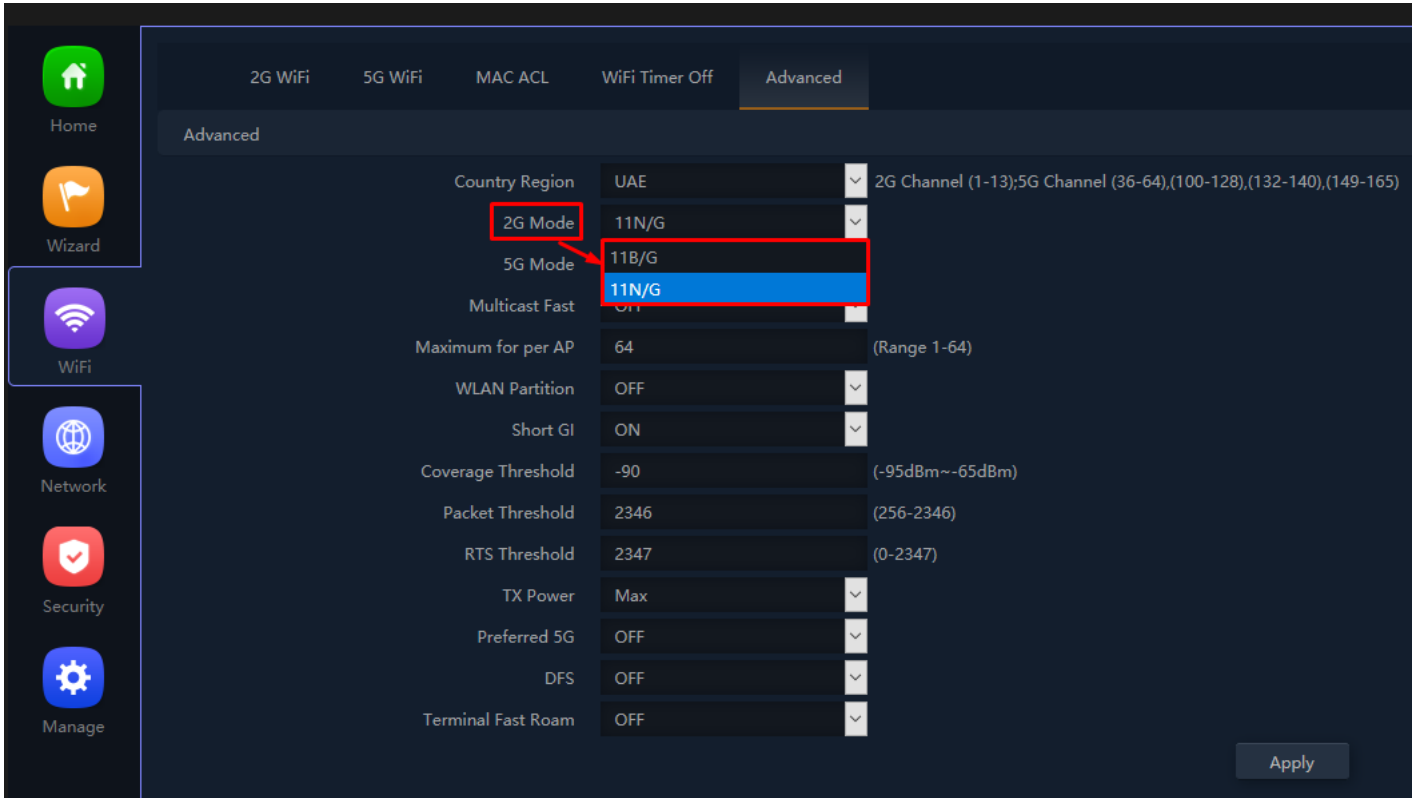 2G WiFi 5G WiFi MAC ACL WiFi Timer Off Advanced
Home
Advanced
Country Region UAE 2G Channel (1-13);5G Channel (36-64),(100-128),(132-140),(149-165)
2G Mode 11N/G
Wizard
11B/G
5G Mode
11N/G
Multicast Fast OFF
Maximum for per AP 64 (Range 1-64)
WiFi
WLAN Partition OFF
Short GI ON
Coverage Threshold -90 (-95dBm~-65dBm)
Network
Packet Threshold 2346 (256-2346)
RTS Threshold 2347 (0-2347)
TX Power Max
Security
Preferred 5G OFF
DFS OFF
Terminal Fast Roam OFF
Manage
Apply